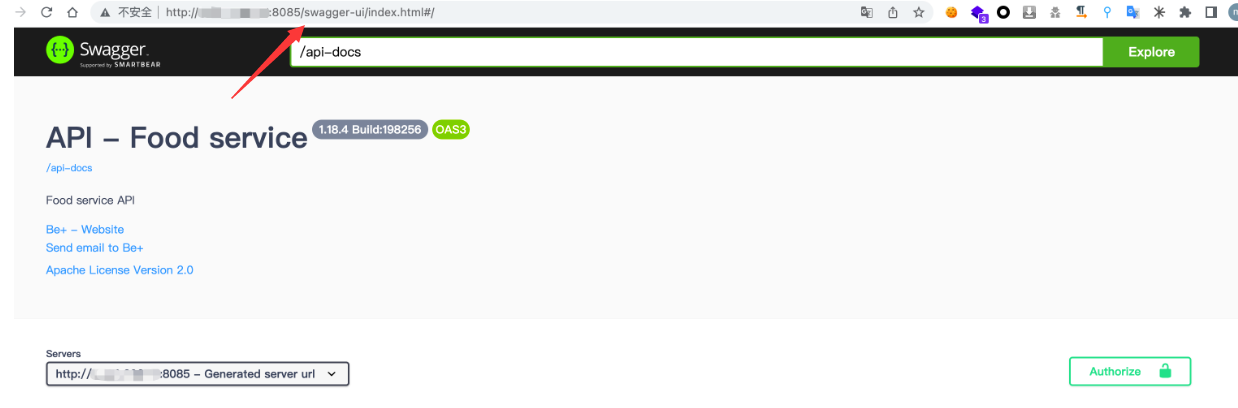 不安全 http:// :8085/swagger-ui/index.html#/
3
Swagger.
Supported by SMARTBEAR
/api-docs
Explore
API – Food service 1.18.4 Build:198256 OAS3
/api-docs
Food service API
Be+ – Website
Send email to Be+
Apache License Version 2.0
Servers
http:// :8085 – Generated server url
Authorize